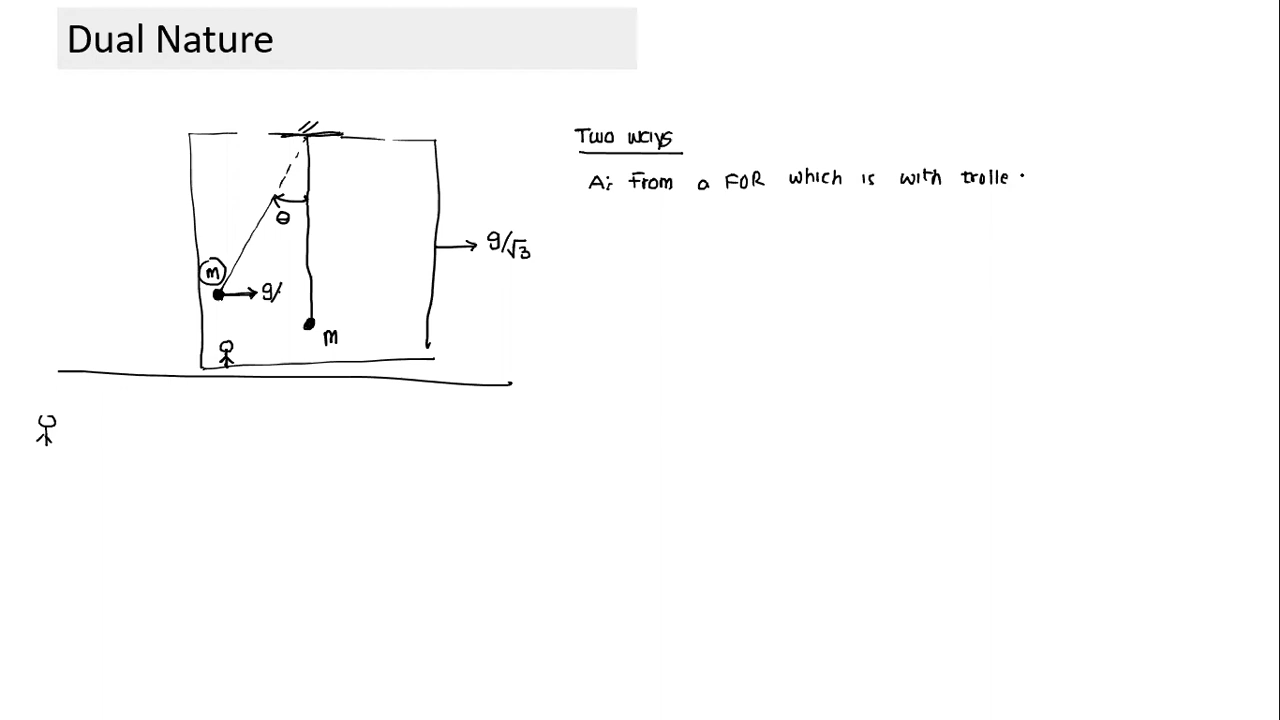 Dual Nature
Two ways
A: From a FOR which is with trolle
θ
g/√3
m
g/
m